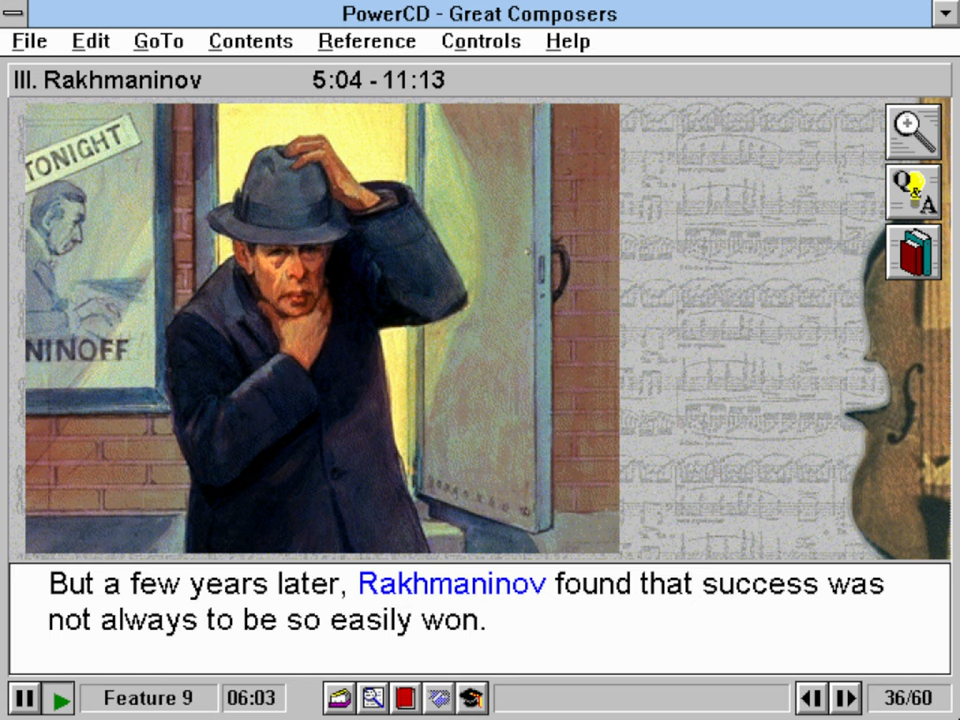 PowerCD - Great Composers
File Edit GoTo Contents Reference Controls Help
III. Rakhmaninov 5:04 - 11:13
TONIGHT
NINOFF
Q & A
But a few years later, Rakhmaninov found that success was
not always to be so easily won.
Feature 9 06:03 36/60